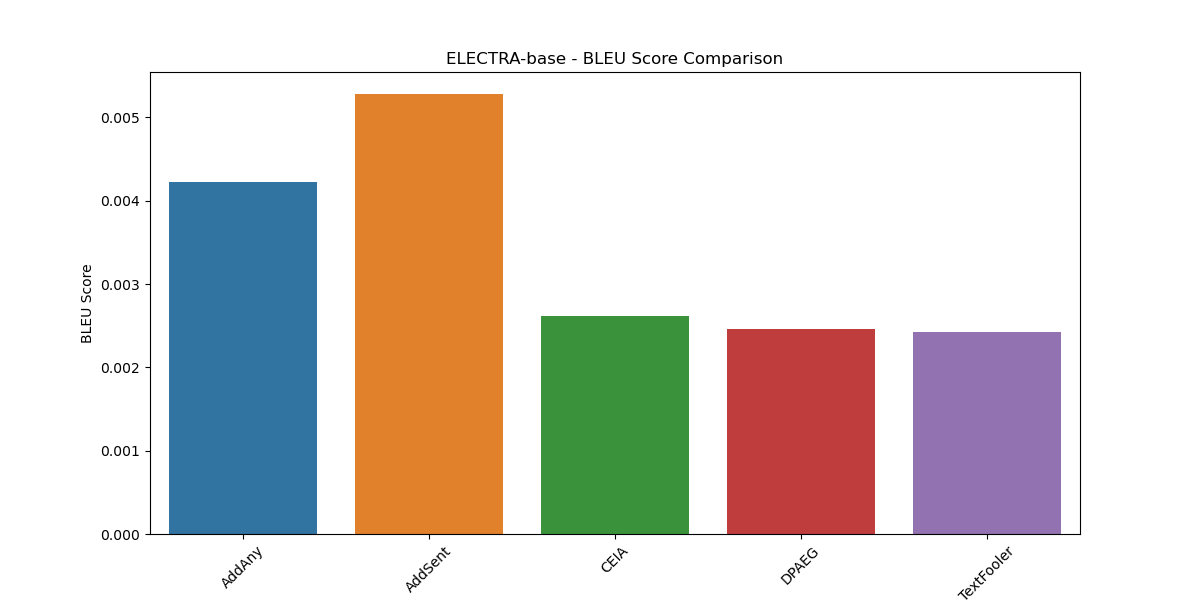 ELECTRA-base - BLEU Score Comparison
BLEU Score
0.005
0.004
0.003
0.002
0.001
0.000
AddAny
AddSent
CEIA
DPAEG
TextFooler